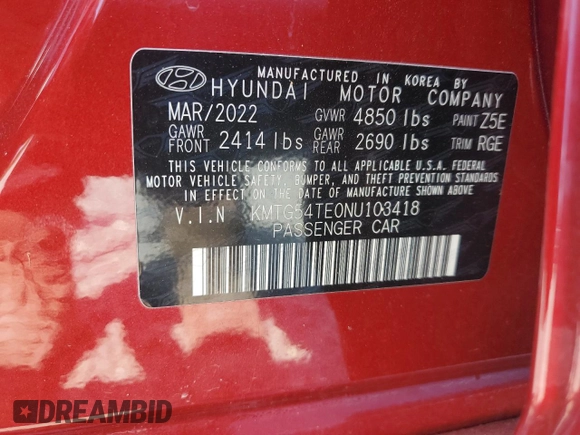 MANUFACTURED IN KOREA BY
HYUNDAI MOTOR COMPANY
MAR/2022 GVWR 4850 lbs PAINT Z5E
GAWR FRONT 2414 lbs GAWR REAR 2690 lbs TRIM RGE
THIS VEHICLE CONFORMS TO ALL APPLICABLE U.S.A. FEDERAL
MOTOR VEHICLE SAFETY, BUMPER, AND THEFT PREVENTION STANDARDS
IN EFFECT ON THE DATE OF MANUFACTURE SHOWN ABOVE.
V.I.N KMTG54TE0NU103418
PASSENGER CAR
DREAMBID